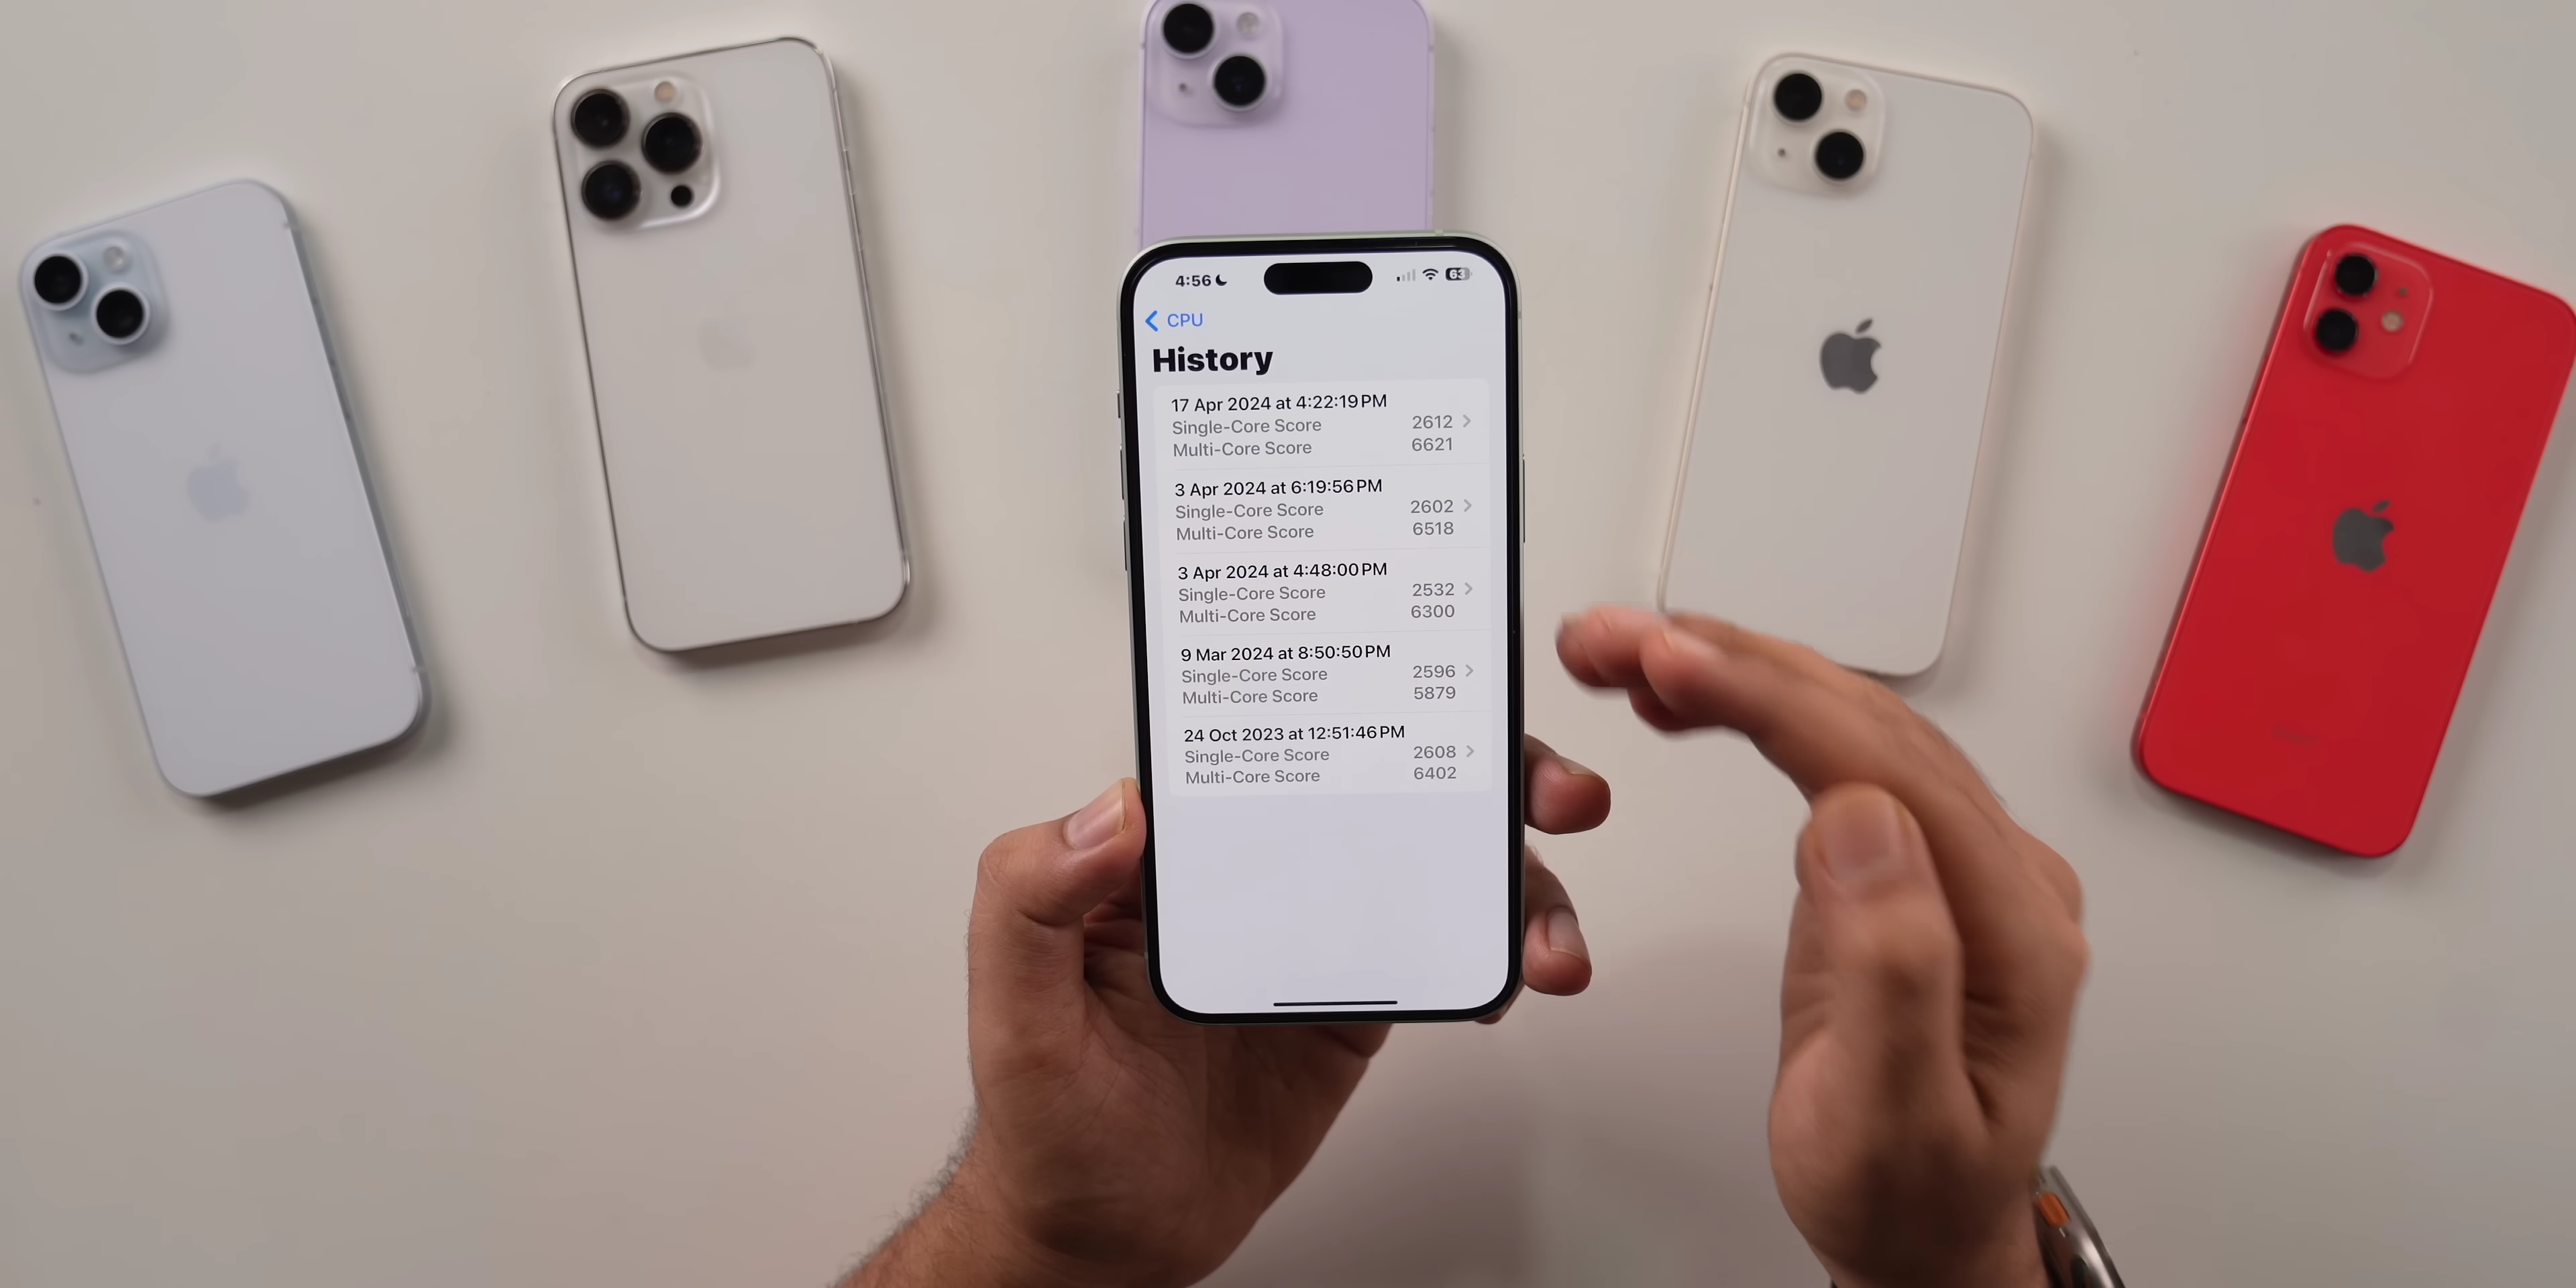 4:56 63
CPU
History
17 Apr 2024 at 4:22:19 PM
Single-Core Score 2612
Multi-Core Score 6621
3 Apr 2024 at 6:19:56 PM
Single-Core Score 2602
Multi-Core Score 6518
3 Apr 2024 at 4:48:00 PM
Single-Core Score 2532
Multi-Core Score 6300
9 Mar 2024 at 8:50:50 PM
Single-Core Score 2596
Multi-Core Score 5879
24 Oct 2023 at 12:51:46 PM
Single-Core Score 2608
Multi-Core Score 6402